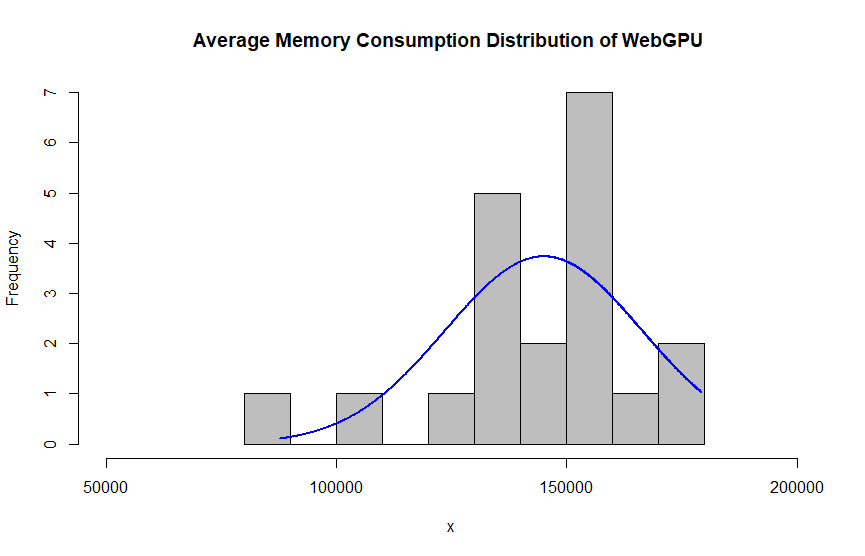 Average Memory Consumption Distribution of WebGPU
7
6
5
4
3
2
1
0
Frequency
50000 100000 150000 200000
x